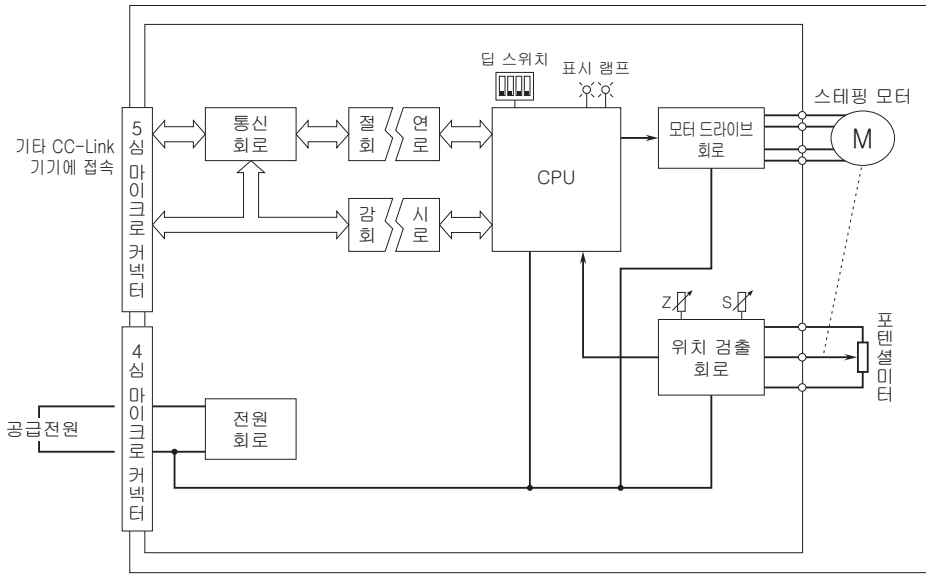 딥 스위치
표시 램프
스테핑 모터
기타 CC-Link
기기에 접속
5심 마이크로 커넥터
통신
회로
절 연
회 로
감 시
회 로
CPU
모터 드라이브
회로
M
Z
S
위치 검출
회로
포텐셜미터
4심 마이크로 커넥터
공급전원
전원
회로